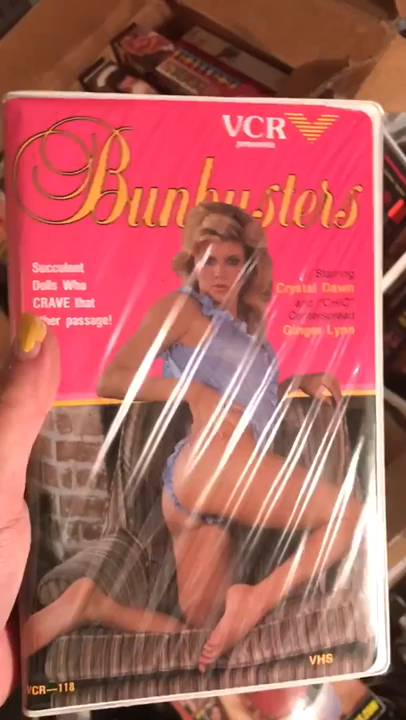 VCR
presents
Bunbusters
Succulent
Dolls Who
CRAVE that
ther passage!
Starring
Crystal Dawn
and "CHIC"
Centerspread
Ginger Lynn
VCR—118
VHS